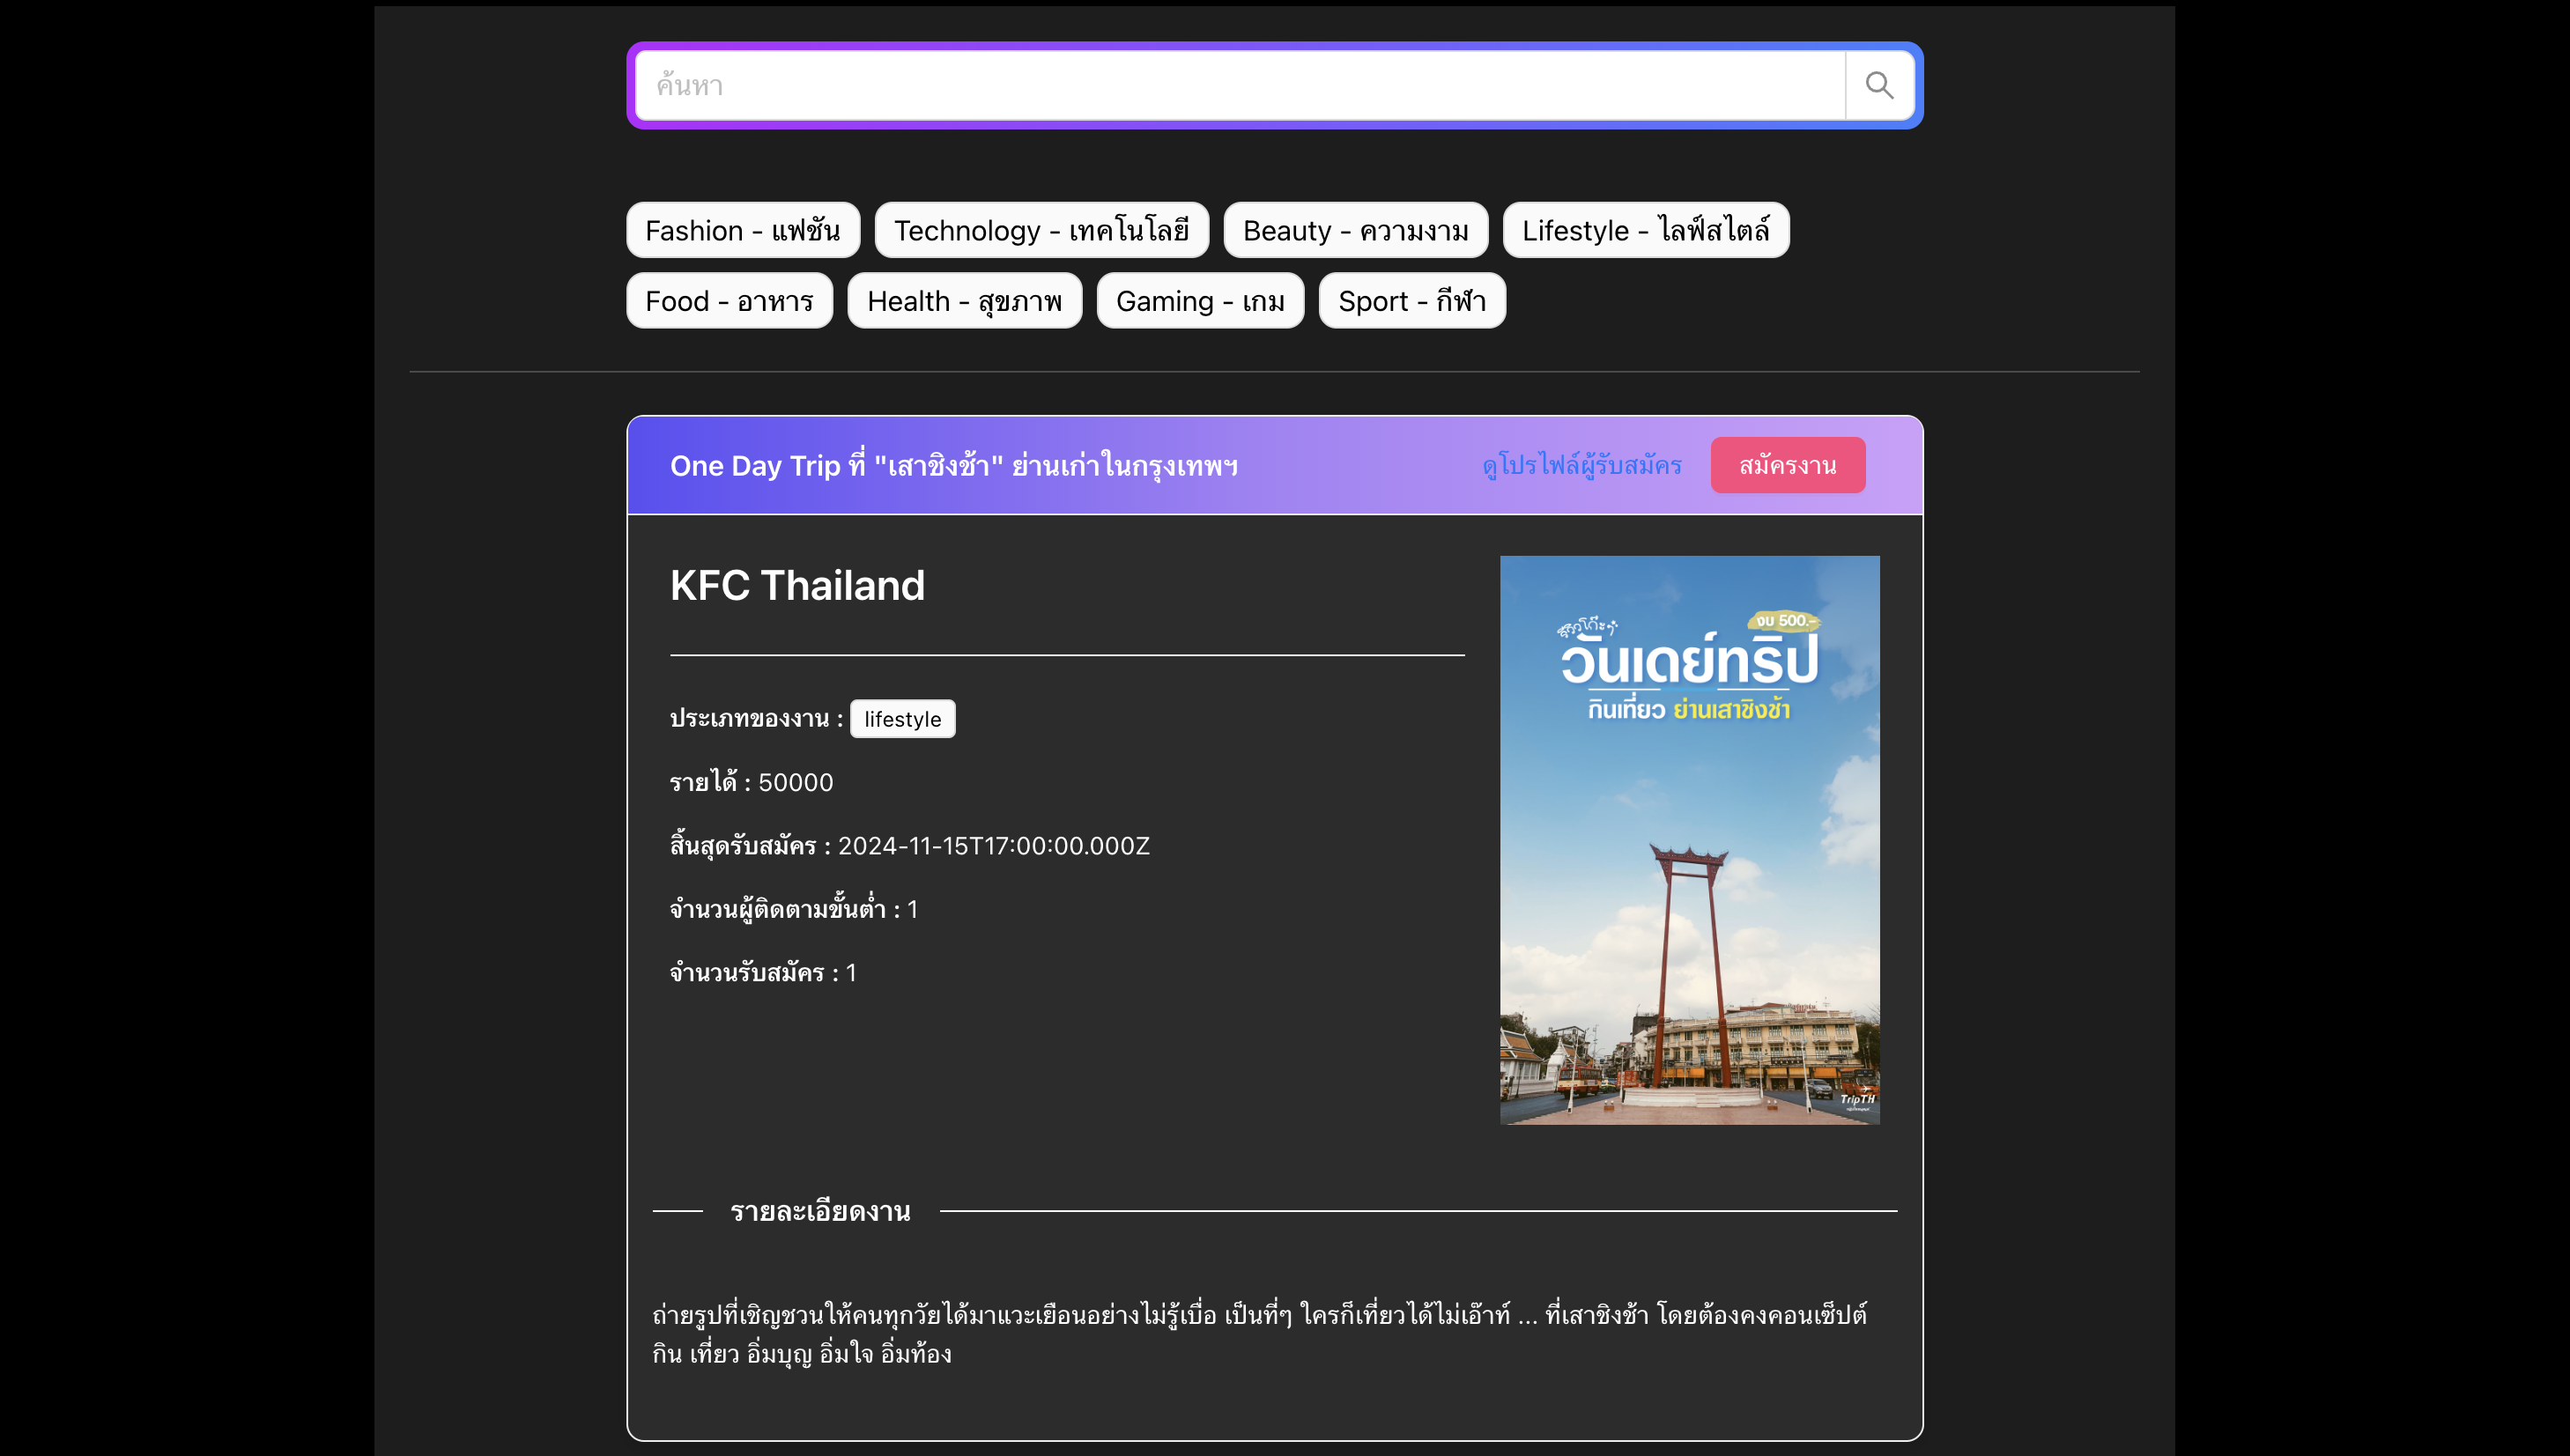 ค้นหา
Fashion - แฟชัน Technology - เทคโนโลยี Beauty - ความงาม Lifestyle - ไลฟ์สไตล์
Food - อาหาร Health - สุขภาพ Gaming - เกม Sport - กีฬา
One Day Trip ที่ "เสาชิงช้า" ย่านเก่าในกรุงเทพฯ ดูโปรไฟล์ผู้รับสมัคร สมัครงาน
KFC Thailand
ประเภทของงาน : lifestyle
รายได้ : 50000
สิ้นสุดรับสมัคร : 2024-11-15T17:00:00.000Z
จำนวนผู้ติดตามขั้นต่ำ : 1
จำนวนรับสมัคร : 1
งบ 500.-
วันเดย์ทริป
กินเที่ยว ย่านเสาชิงช้า
TripTH
รายละเอียดงาน
ถ่ายรูปที่เชิญชวนให้คนทุกวัยได้มาแวะเยือนอย่างไม่รู้เบื่อ เป็นที่ๆ ใครก็เที่ยวได้ไม่เอ๊าท์ ... ที่เสาชิงช้า โดยต้องคงคอนเซ็ปต์
กิน เที่ยว อิ่มบุญ อิ่มใจ อิ่มท้อง